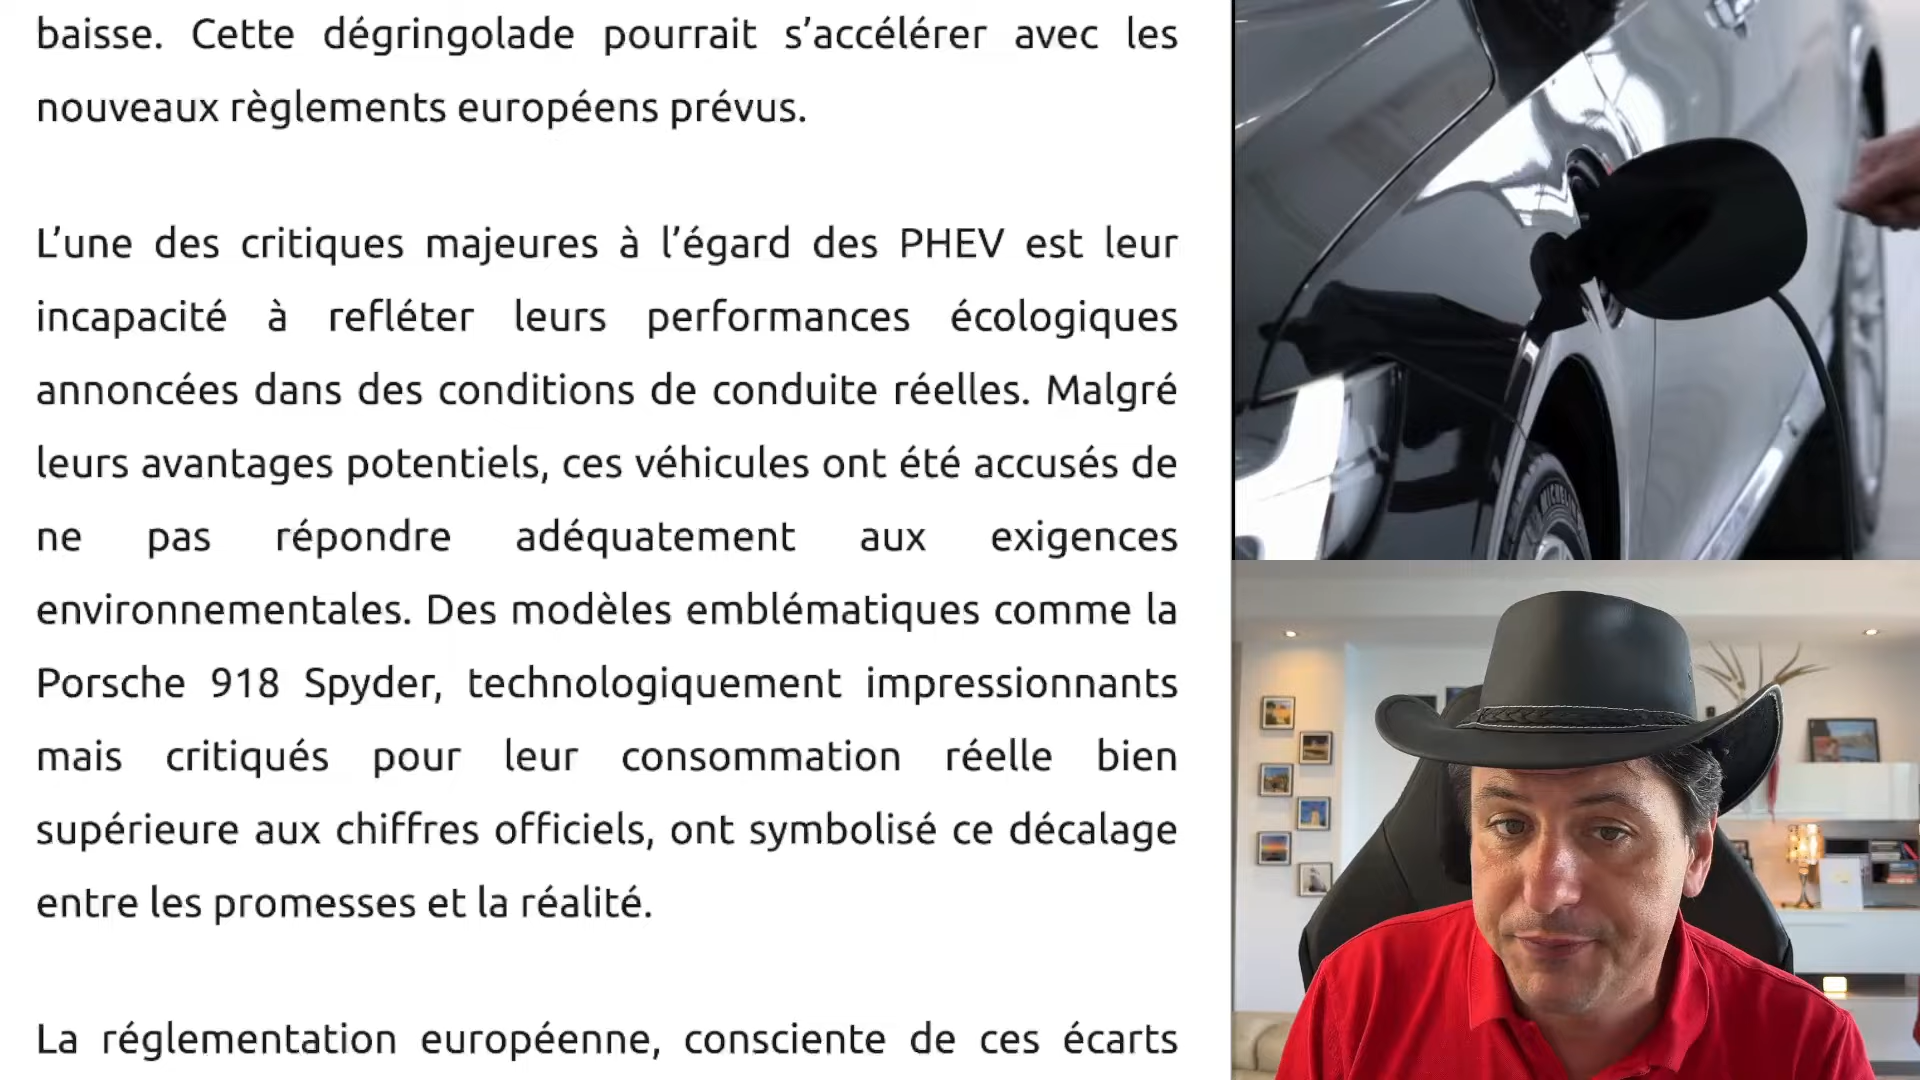 baisse. Cette dégringolade pourrait s’accélérer avec les
nouveaux règlements européens prévus.
L’une des critiques majeures à l’égard des PHEV est leur
incapacité à refléter leurs performances écologiques
annoncées dans des conditions de conduite réelles. Malgré
leurs avantages potentiels, ces véhicules ont été accusés de
ne pas répondre adéquatement aux exigences
environnementales. Des modèles emblématiques comme la
Porsche 918 Spyder, technologiquement impressionnants
mais critiqués pour leur consommation réelle bien
supérieure aux chiffres officiels, ont symbolisé ce décalage
entre les promesses et la réalité.
La réglementation européenne, consciente de ces écarts
MICHELIN